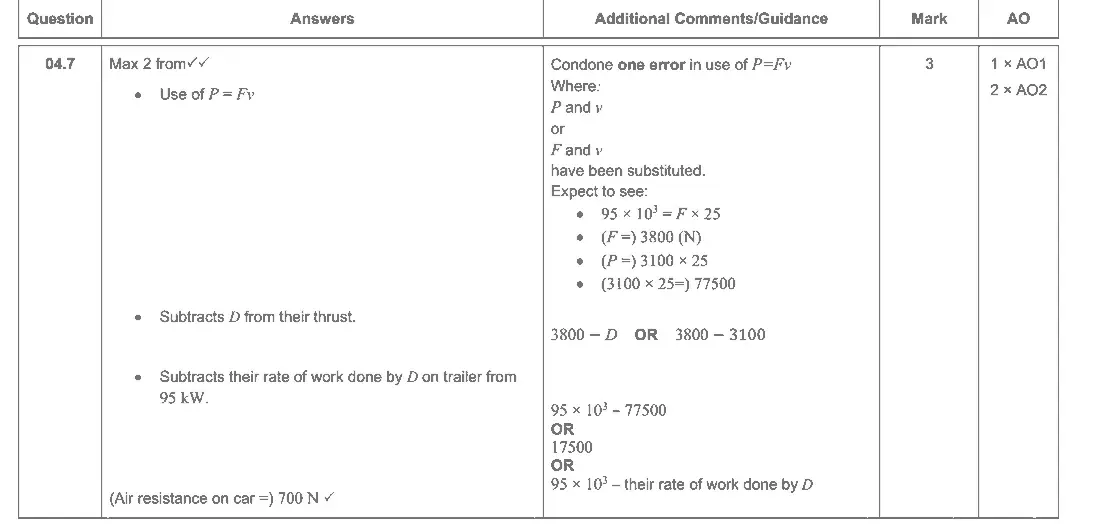 Question Answers Additional Comments/Guidance Mark AO
04.7 Max 2 from✓✓ Condone one error in use of P=Fv 3 1 × AO1
• Use of P = Fv Where: 2 × AO2
P and v
or
F and v
have been substituted.
Expect to see:
• 95 × 10³ = F × 25
• (F =) 3800 (N)
• (P =) 3100 × 25
• (3100 × 25=) 77500
• Subtracts D from their thrust.
3800 – D OR 3800 – 3100
• Subtracts their rate of work done by D on trailer from
95 kW.
95 × 10³ – 77500
OR
17500
OR
95 × 10³ – their rate of work done by D
(Air resistance on car =) 700 N ✓